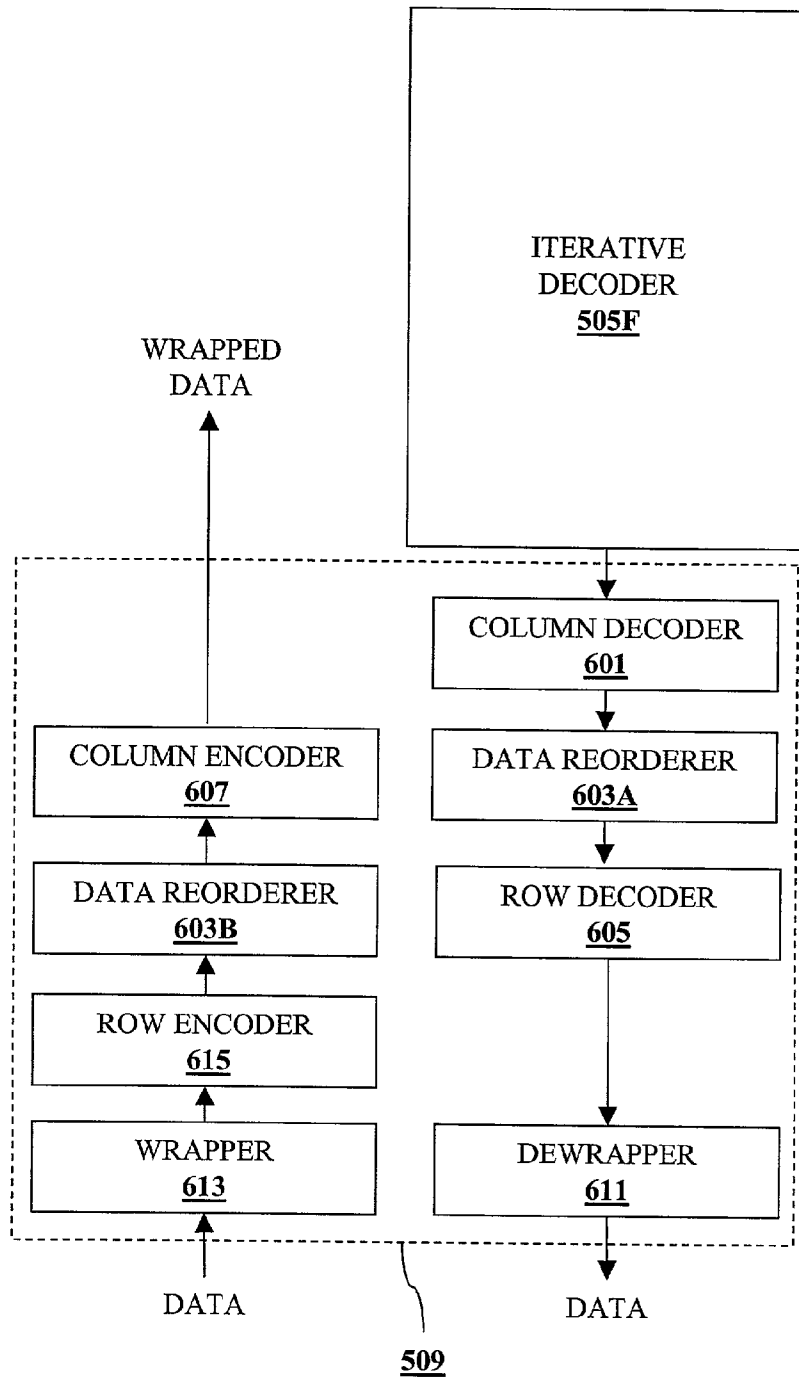 ITERATIVE
DECODER
505F
WRAPPED
DATA
COLUMN DECODER
601
COLUMN ENCODER
607
DATA REORDERER
603A
DATA REORDERER
603B
ROW DECODER
605
ROW ENCODER
615
WRAPPER
613
DEWRAPPER
611
DATA
DATA
509